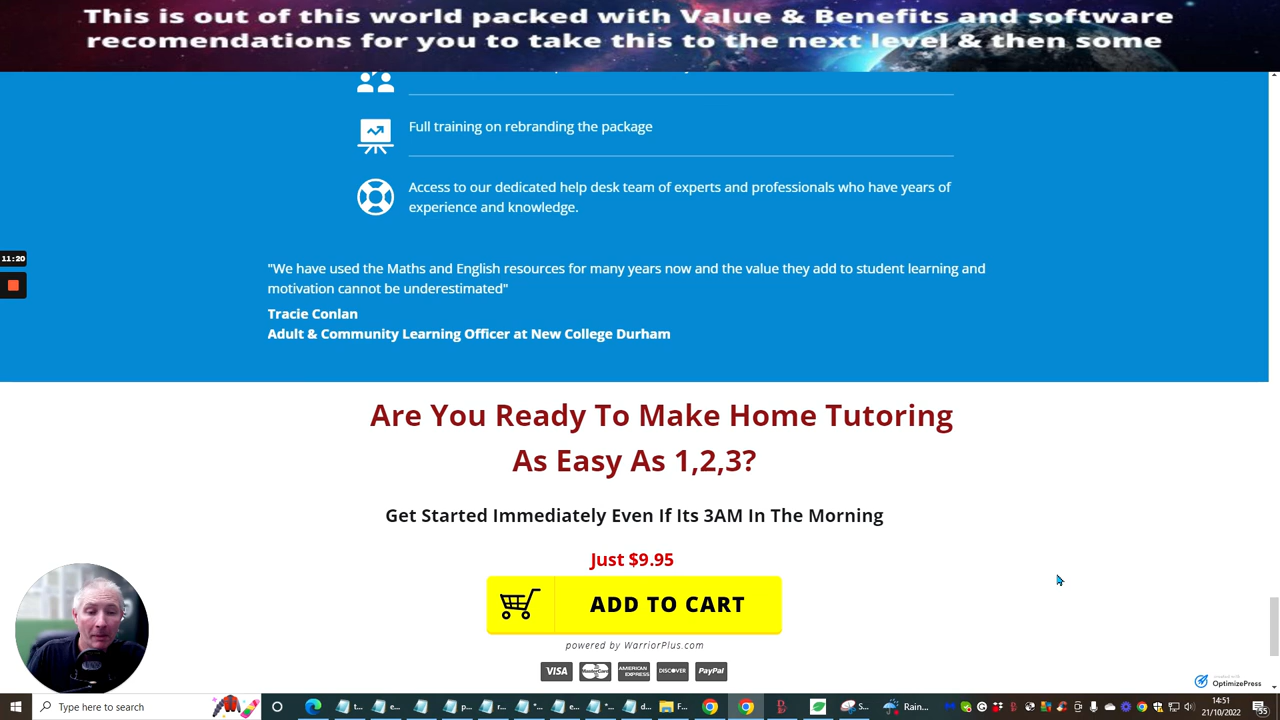 This is out of this world packed with Value & Benefits and software
recomendations for you to take this to the next level & then some
Full training on rebranding the package
Access to our dedicated help desk team of experts and professionals who have years of
experience and knowledge.
11:20
"We have used the Maths and English resources for many years now and the value they add to student learning and
motivation cannot be underestimated"
Tracie Conlan
Adult & Community Learning Officer at New College Durham
Are You Ready To Make Home Tutoring
As Easy As 1,2,3?
Get Started Immediately Even If Its 3AM In The Morning
Just $9.95
ADD TO CART
powered by WarriorPlus.com
VISA MasterCard AMERICAN EXPRESS DISCOVER PayPal
OptimizePress
Type here to search
Rain...
14:51
21/10/2022